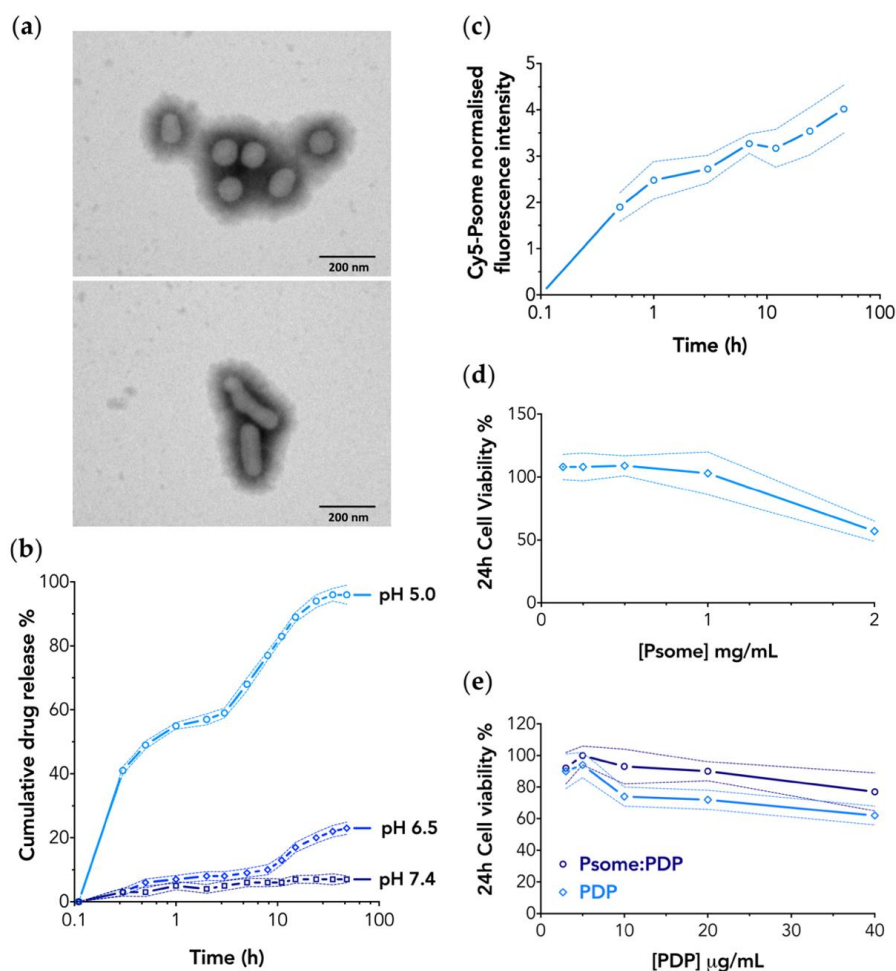 (a)
200 nm
200 nm
(b)
Cumulative drug release %
100
80
60
40
20
0
0.1
1
10
100
Time (h)
pH 5.0
pH 6.5
pH 7.4
(c)
Cy5-Psome normalised
fluorescence intensity
5
4
3
2
1
0
0.1
1
10
100
Time (h)
(d)
24h Cell Viability %
150
100
50
0
0
1
2
[Psome] mg/mL
(e)
24h Cell viability %
120
100
80
60
40
20
0
0
10
20
30
40
Psome:PDP
PDP
[PDP] µg/mL